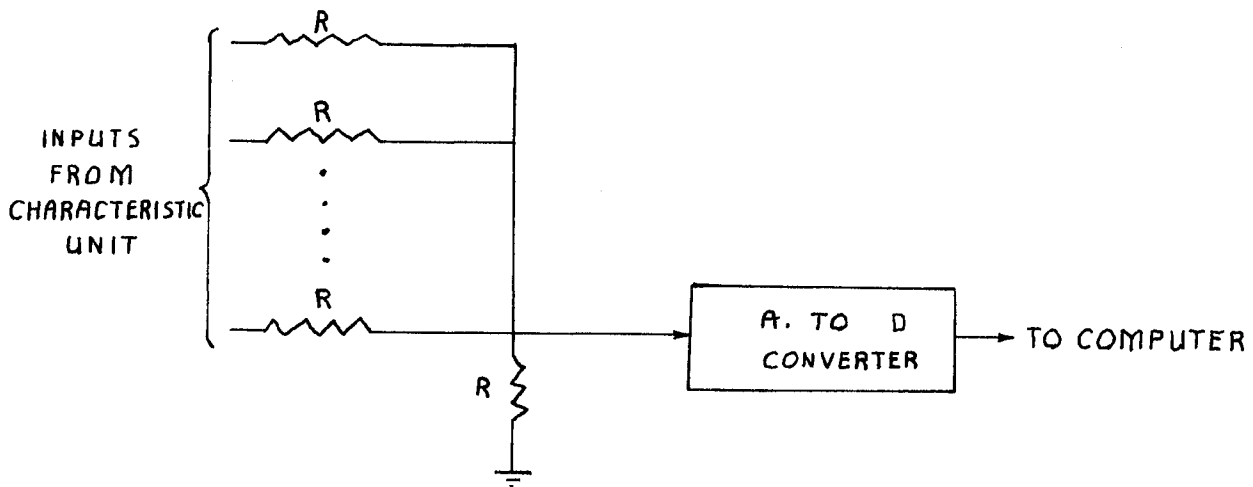 R
R
INPUTS
FROM
CHARACTERISTIC
UNIT
R
A. TO D
CONVERTER
TO COMPUTER
R